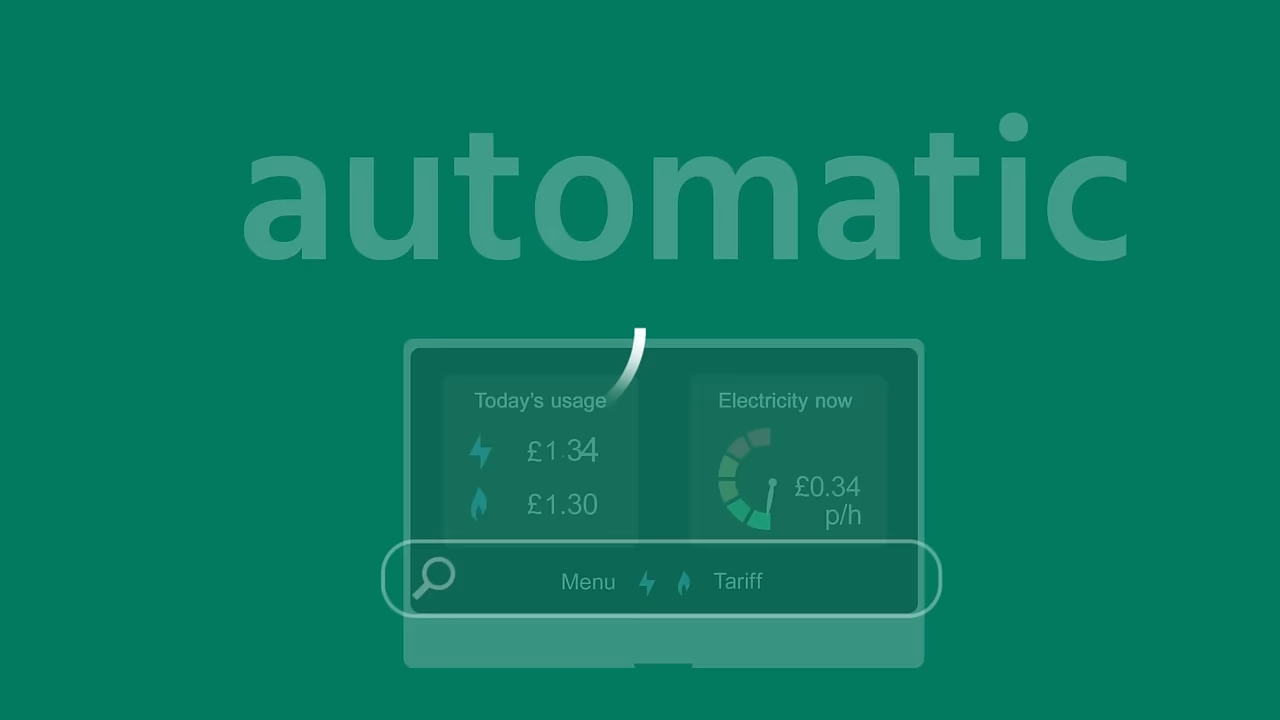 automatic
Today's usage
£1.34
£1.30
Electricity now
£0.34
p/h
Menu
Tariff